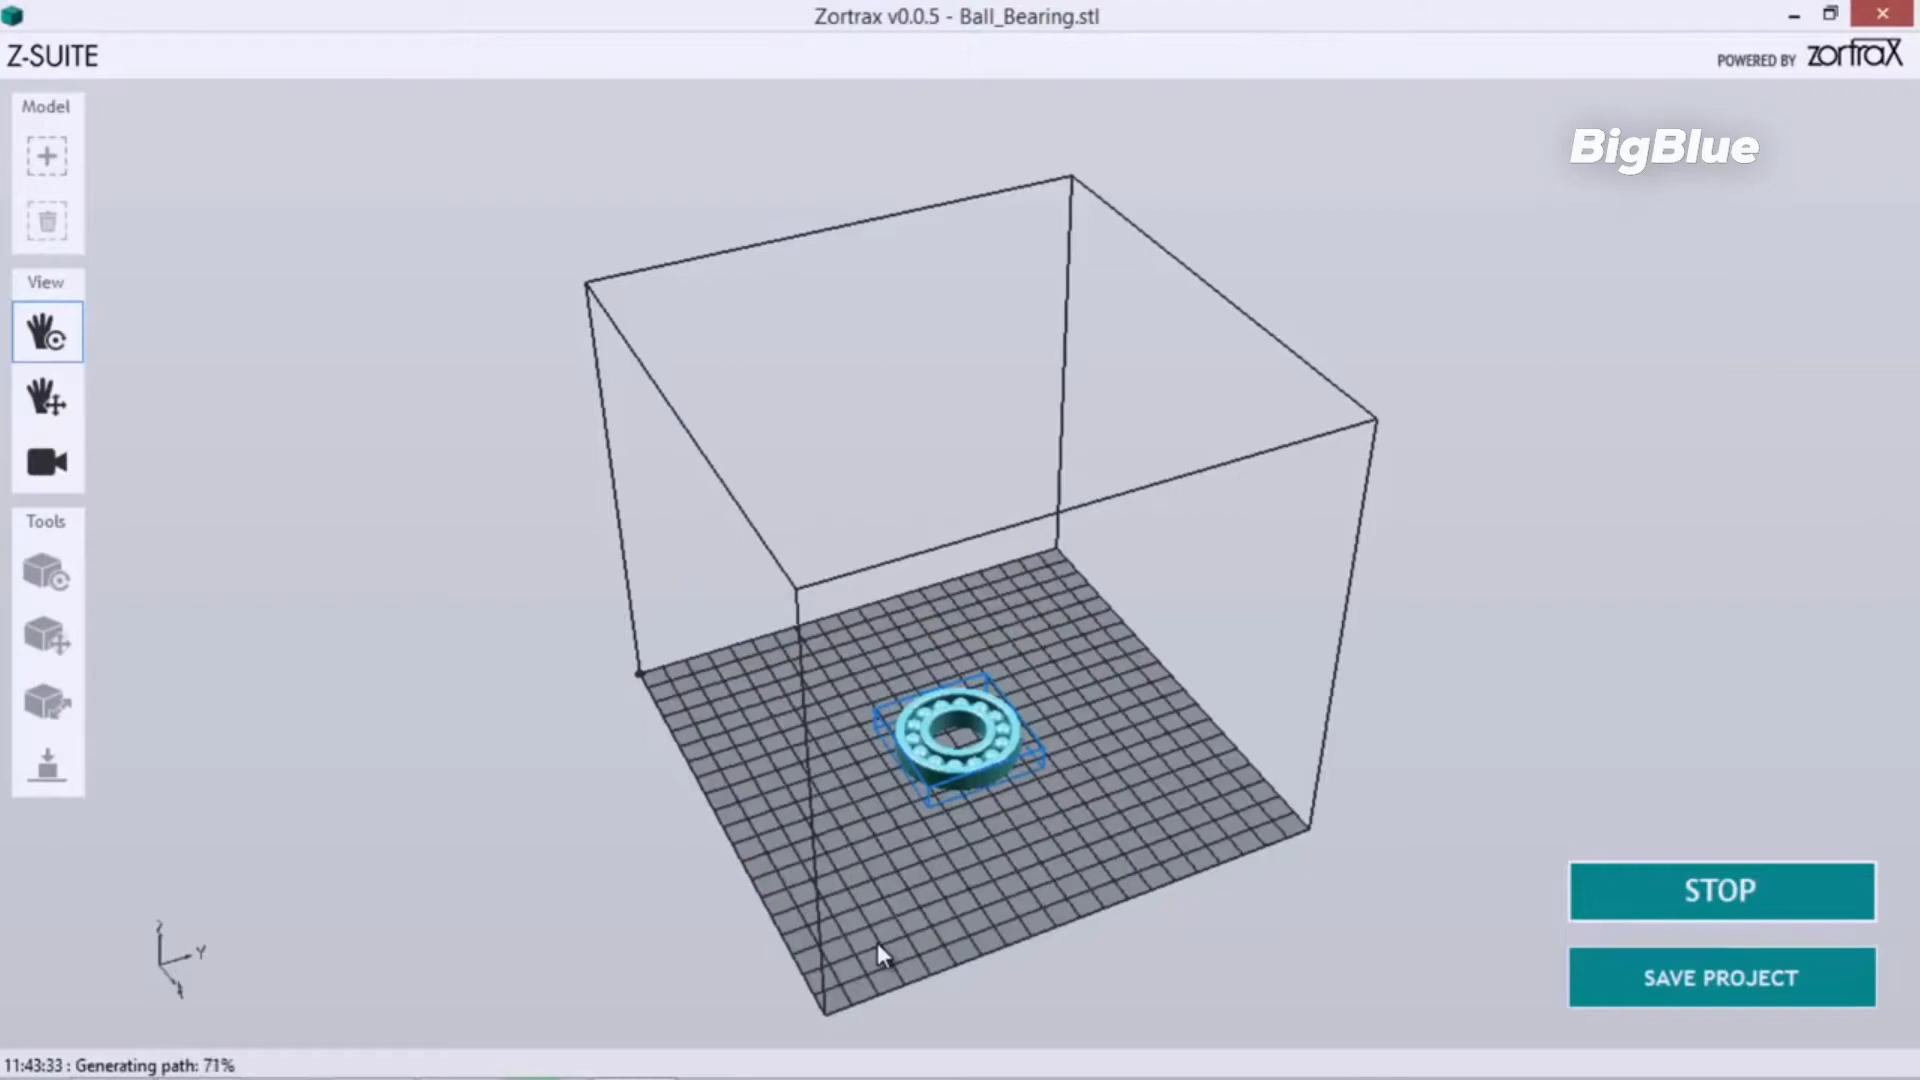 Zortrax v0.0.5 - Ball_Bearing.stl
Z-SUITE
POWERED BY zortrax
Model
BigBlue
View
Tools
Z
Y
X
STOP
SAVE PROJECT
11:43:33 : Generating path: 71%